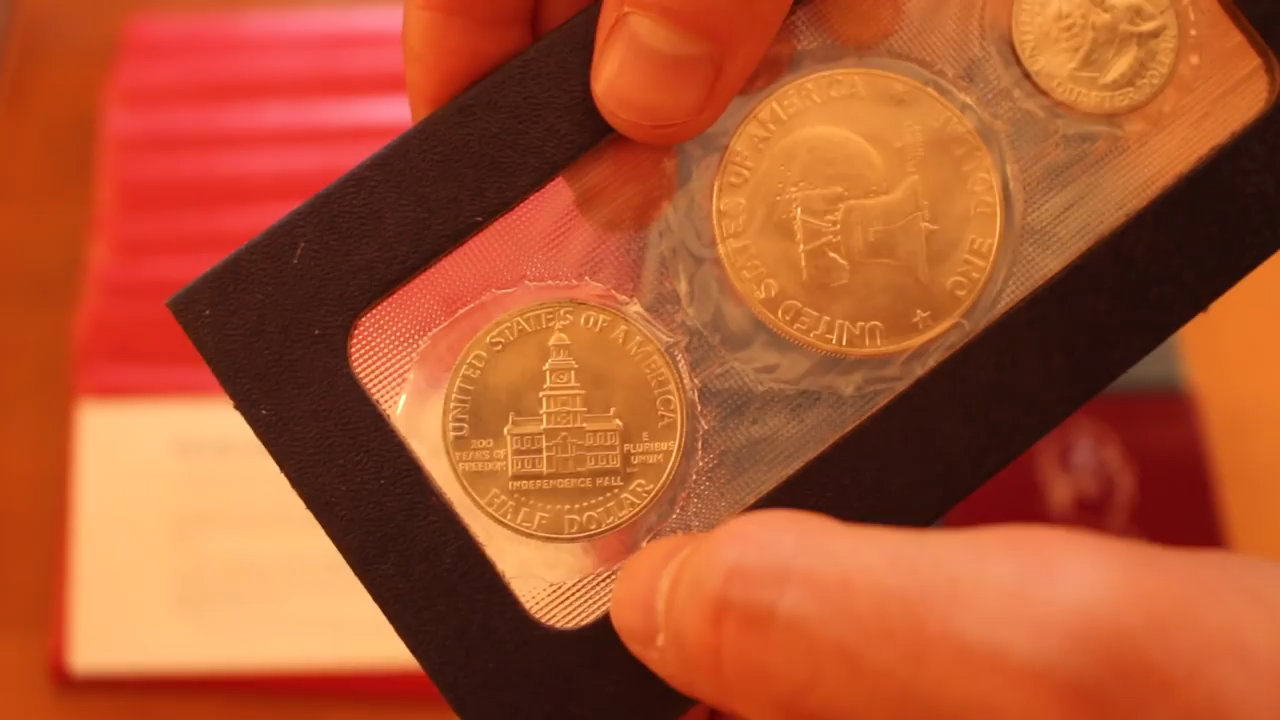 UNITED STATES OF AMERICA
200
YEARS OF
FREEDOM
E
PLURIBUS
UNUM
INDEPENDENCE HALL
HALF DOLLAR
UNITED STATES OF AMERICA
ONE DOLLAR
QUARTER DOLLAR